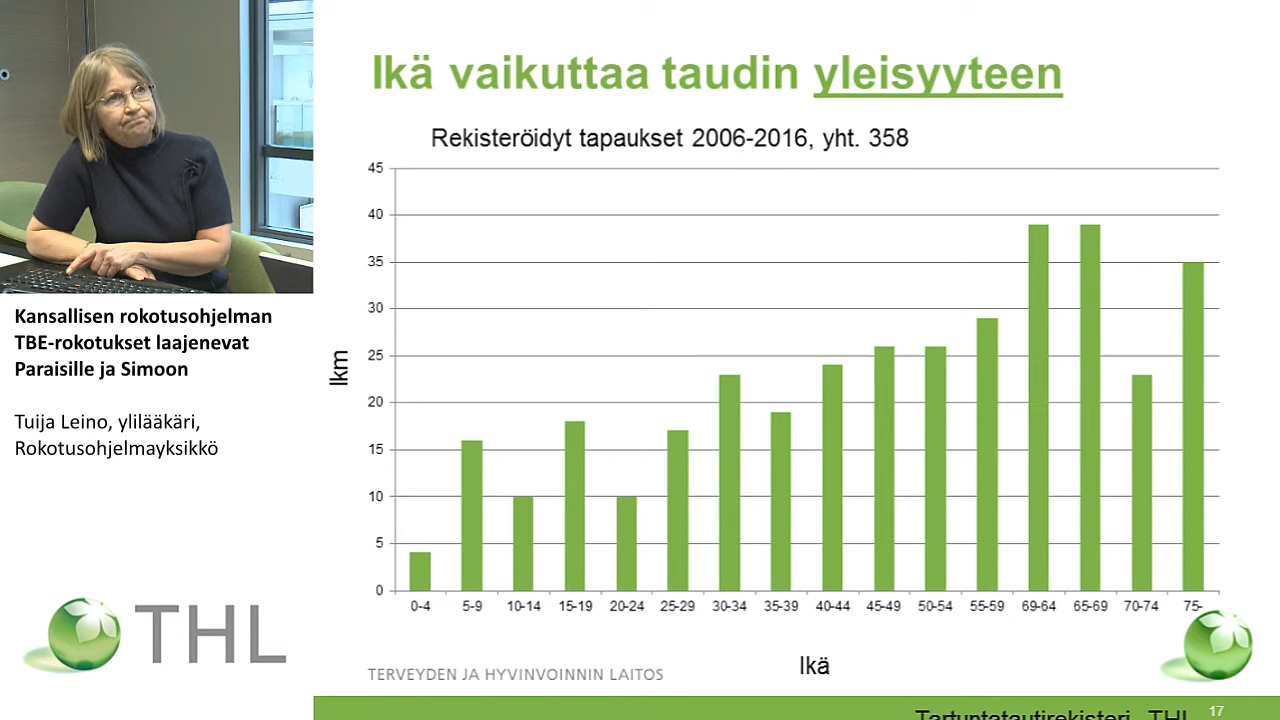 Ikä vaikuttaa taudin yleisyyteen
Rekisteröidyt tapaukset 2006-2016, yht. 358
45
40
35
30
25
20
15
10
5
0
lkm
0-4 5-9 10-14 15-19 20-24 25-29 30-34 35-39 40-44 45-49 50-54 55-59 69-64 65-69 70-74 75-
Ikä
TERVEYDEN JA HYVINVOINNIN LAITOS
Tartuntatautirekisteri, THL
17
Kansallisen rokotusohjelman
TBE-rokotukset laajenevat
Paraisille ja Simoon
Tuija Leino, ylilääkäri,
Rokotusohjelmayksikkö
THL